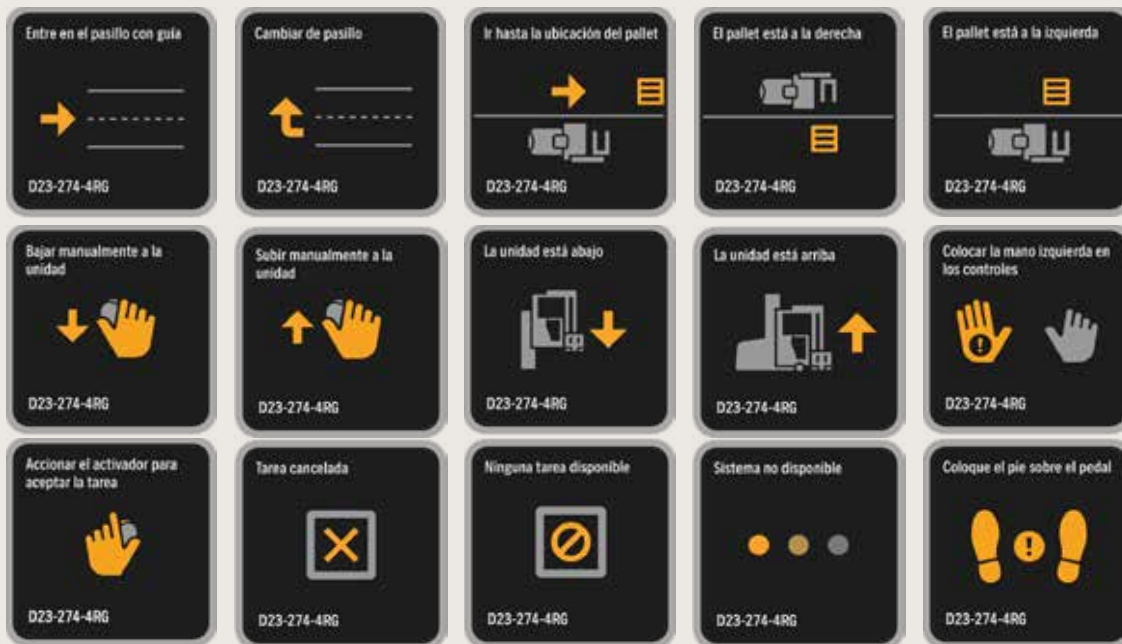 Entre en el pasillo con guía
D23-274-4RG
Cambiar de pasillo
D23-274-4RG
Ir hasta la ubicación del pallet
D23-274-4RG
El pallet está a la derecha
D23-274-4RG
El pallet está a la izquierda
D23-274-4RG
Bajar manualmente a la
unidad
D23-274-4RG
Subir manualmente a la
unidad
D23-274-4RG
La unidad está abajo
D23-274-4RG
La unidad está arriba
D23-274-4RG
Colocar la mano izquierda en
los controles
D23-274-4RG
Accionar el activador para
aceptar la tarea
D23-274-4RG
Tarea cancelada
D23-274-4RG
Ninguna tarea disponible
D23-274-4RG
Sistema no disponible
D23-274-4RG
Coloque el pie sobre el pedal
D23-274-4RG